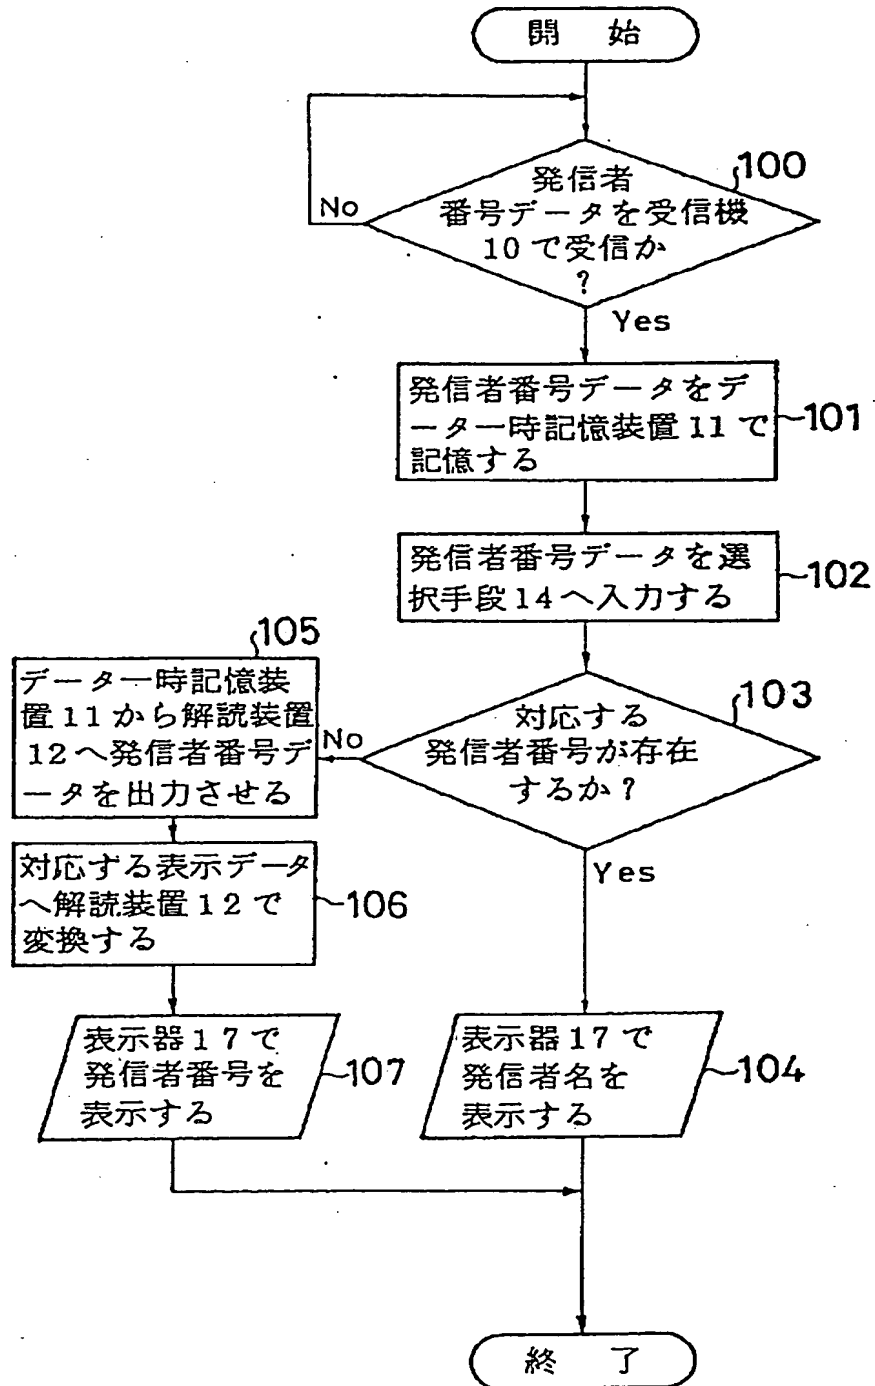 開 始
100
発信者
番号データを受信機
10で受信か
?
No
Yes
発信者番号データをデ
ータ一時記憶装置11で
記憶する
101
発信者番号データを選
択手段14へ入力する
102
103
対応する
発信者番号が存在
するか?
No
Yes
105
データ一時記憶装
置11から解読装置
12へ発信者番号デ
ータを出力させる
対応する表示データ
へ解読装置12で
変換する
106
表示器17で
発信者番号を
表示する
107
表示器17で
発信者名を
表示する
104
終 了